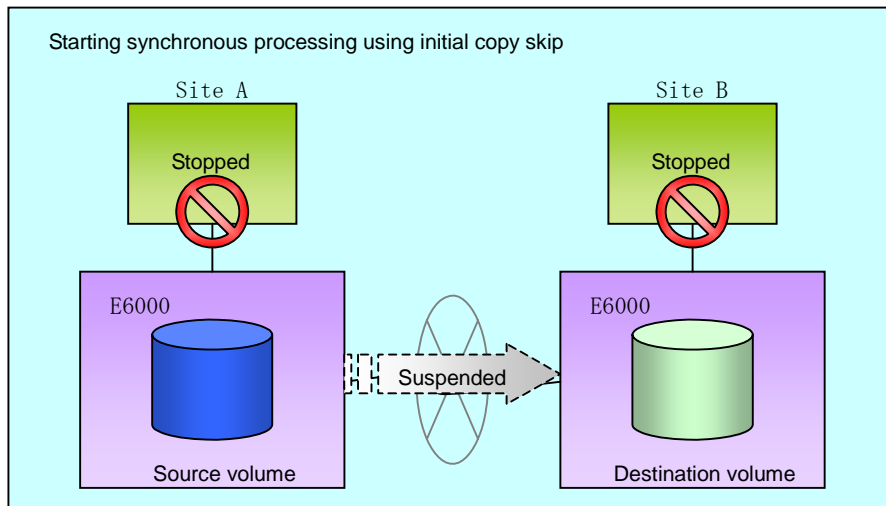 Starting synchronous processing using initial copy skip
Site A
Site B
Stopped
Stopped
E6000
E6000
Suspended
Source volume
Destination volume